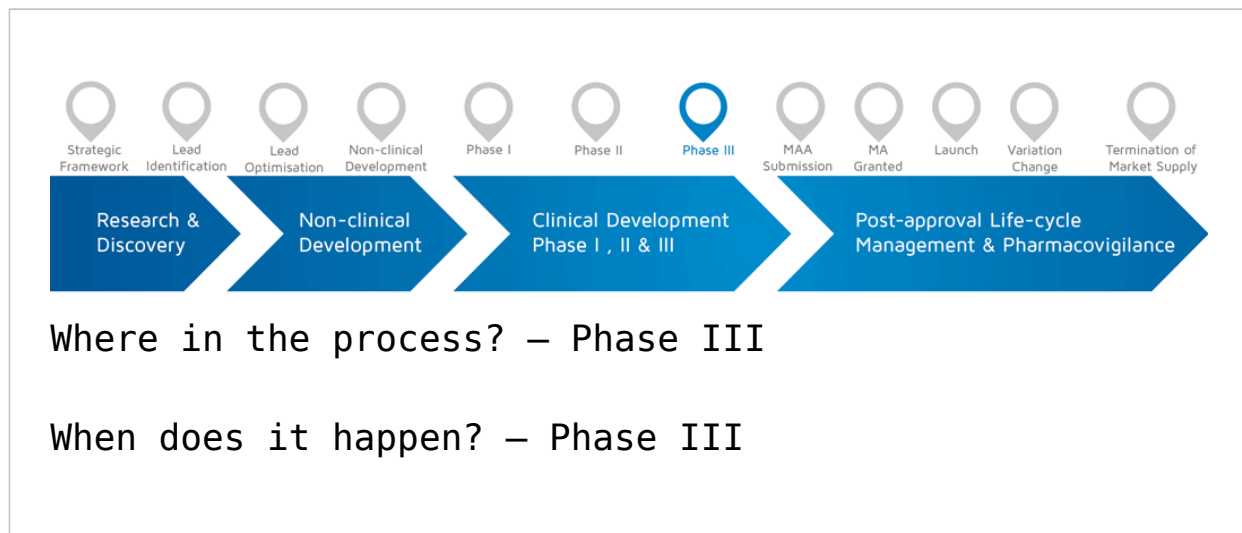 Strategic
Framework
Lead
Identification
Lead
Optimisation
Non-clinical
Development
Phase I
Phase II
Phase III
MAA
Submission
MA
Granted
Launch
Variation
Change
Termination of
Market Supply
Research &
Discovery
Non-clinical
Development
Clinical Development
Phase I , II & III
Post-approval Life-cycle
Management & Pharmacovigilance
Where in the process? – Phase III
When does it happen? – Phase III